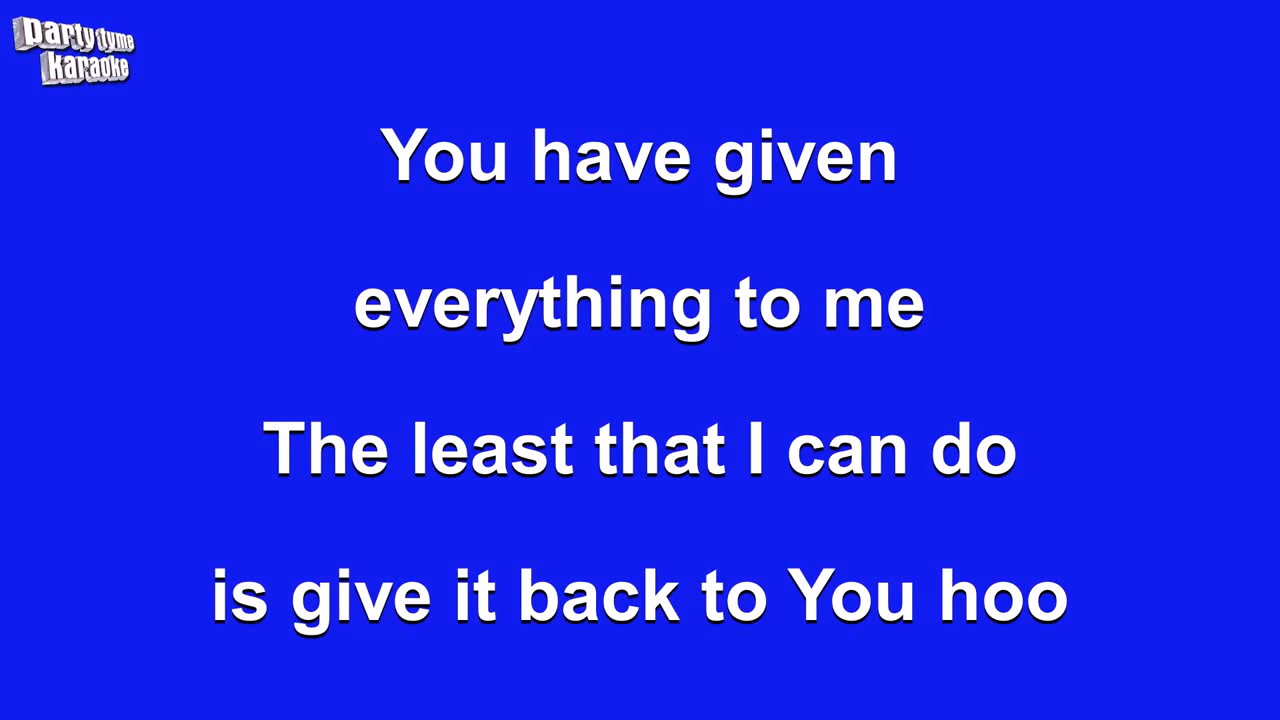 party tyme
karaoke
You have given
everything to me
The least that I can do
is give it back to You hoo